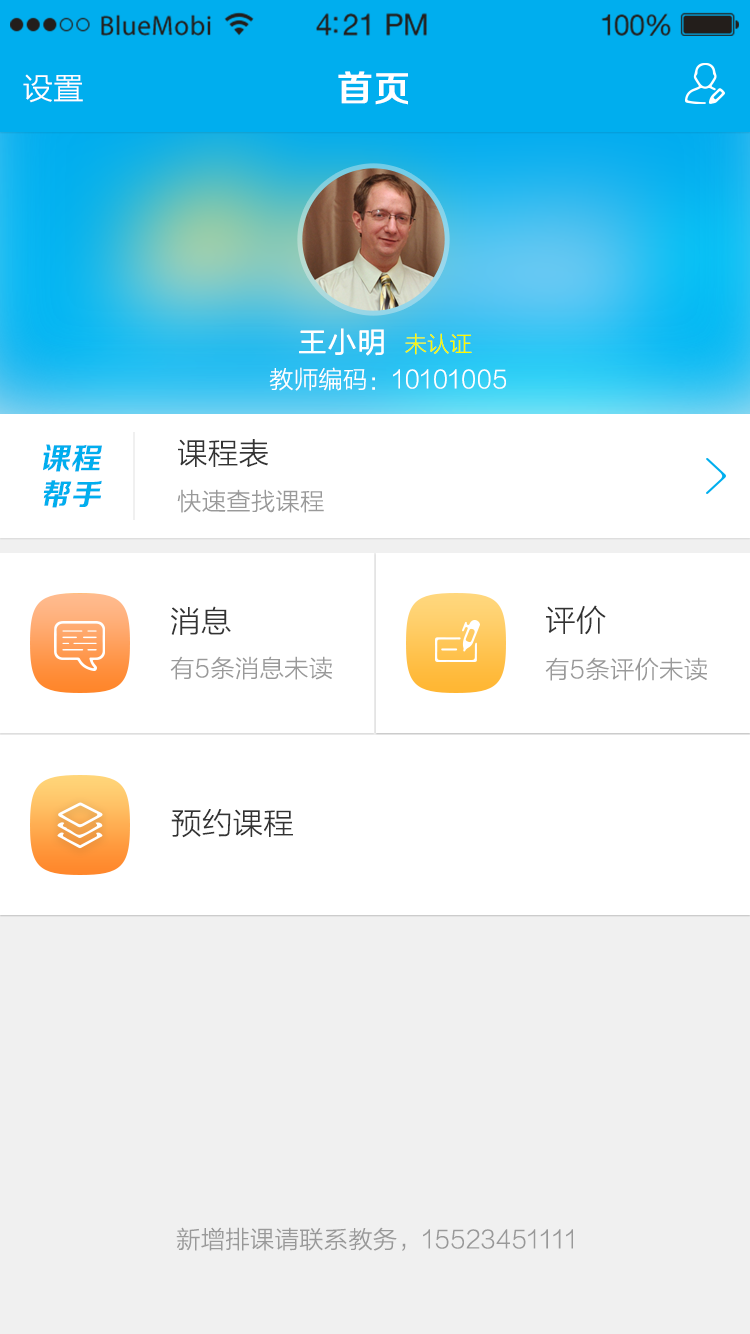 BlueMobi 4:21 PM 100%
设置 首页
王小明 未认证
教师编码：10101005
课程
帮手
课程表
快速查找课程
消息
有5条消息未读
评价
有5条评价未读
预约课程
新增排课请联系教务，15523451111